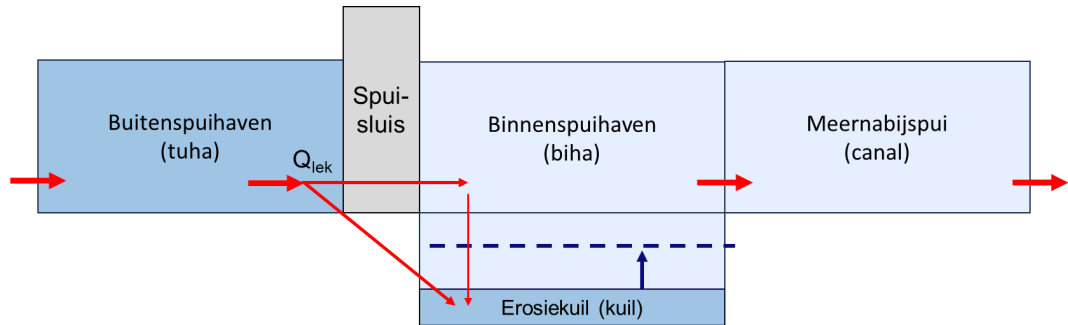 Buitenspuihaven
(tuha)
Qlek
Spui-
sluis
Binnenspuihaven
(biha)
Meernabijspui
(canal)
Erosiekuil (kuil)